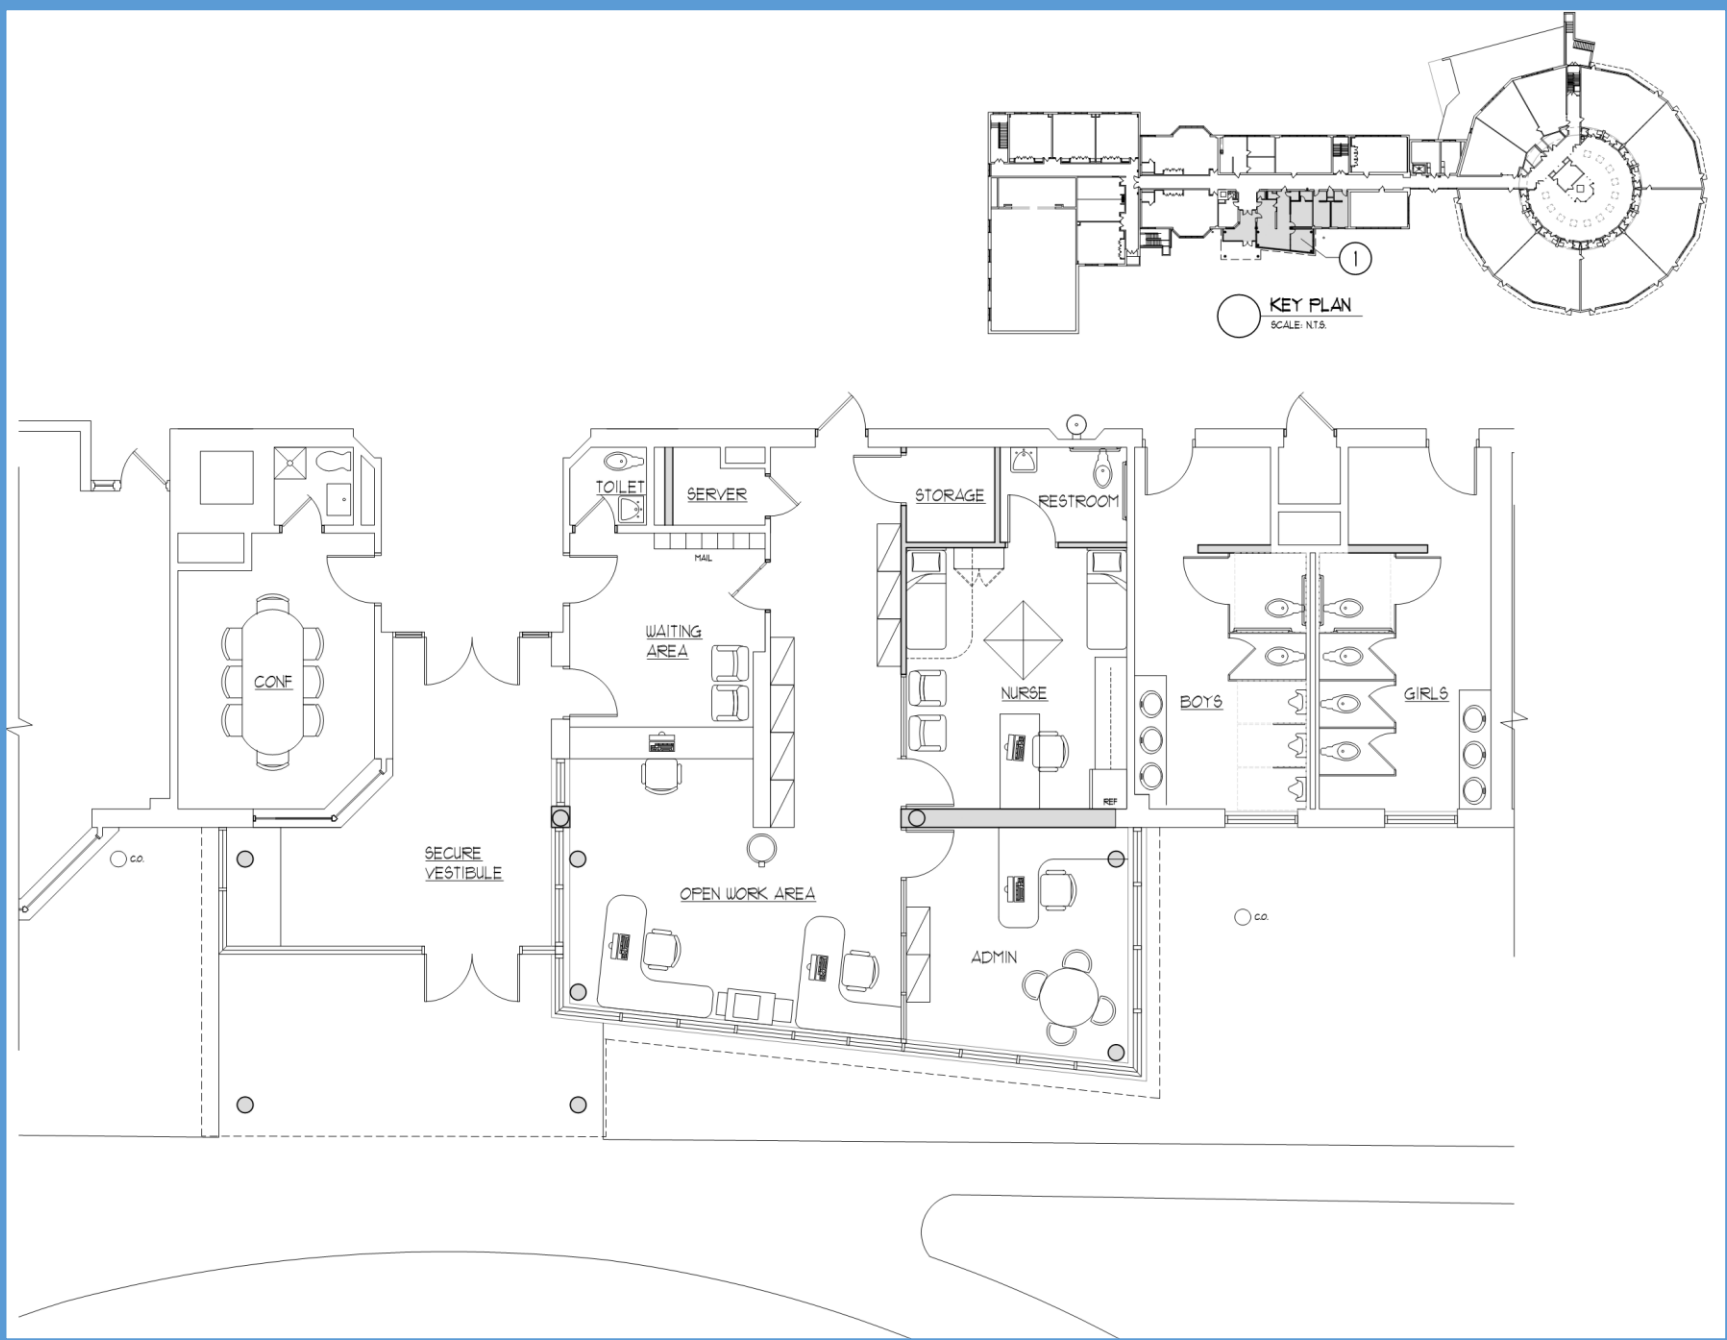 1
KEY PLAN
SCALE: N.T.S.
TOILET
SERVER
STORAGE
RESTROOM
MAIL
WAITING
AREA
CONF
NURSE
BOYS
GIRLS
REF
C.O.
SECURE
VESTIBULE
OPEN WORK AREA
C.O.
ADMIN